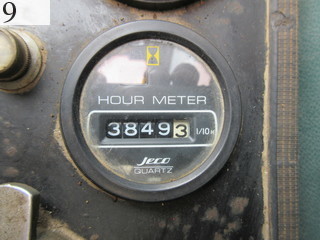 9
HOUR METER
38493 1/10 H
Jeco
QUARTZ